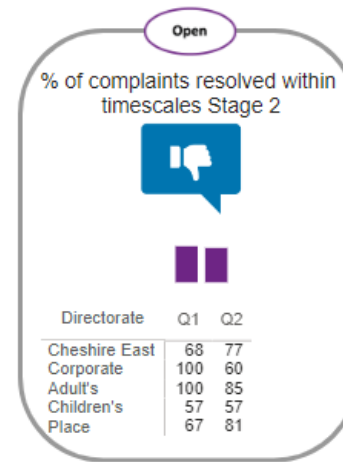 Open
% of complaints resolved within
timescales Stage 2
Directorate Q1 Q2
Cheshire East 68 77
Corporate 100 60
Adult's 100 85
Children's 57 57
Place 67 81